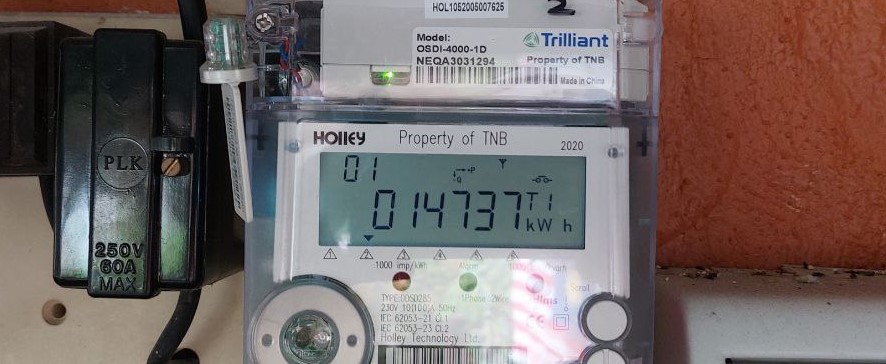 HOL1052005007625
2
Model:
OSDI-4000-1D
Trilliant
NEQA3031294
Property of TNB
Made in China
HOLLEY
Property of TNB
2020
PLK
01
014737
T1
kW h
250V
60A
MAX
1000 imp/kWh
Alarm
Scroll
TYPE:DDSD285
1Phase 2Wire
230V 10(100)A 50Hz
IEC 62053-21 CL1
IEC 62053-23 CL2
Holley Technology Ltd.